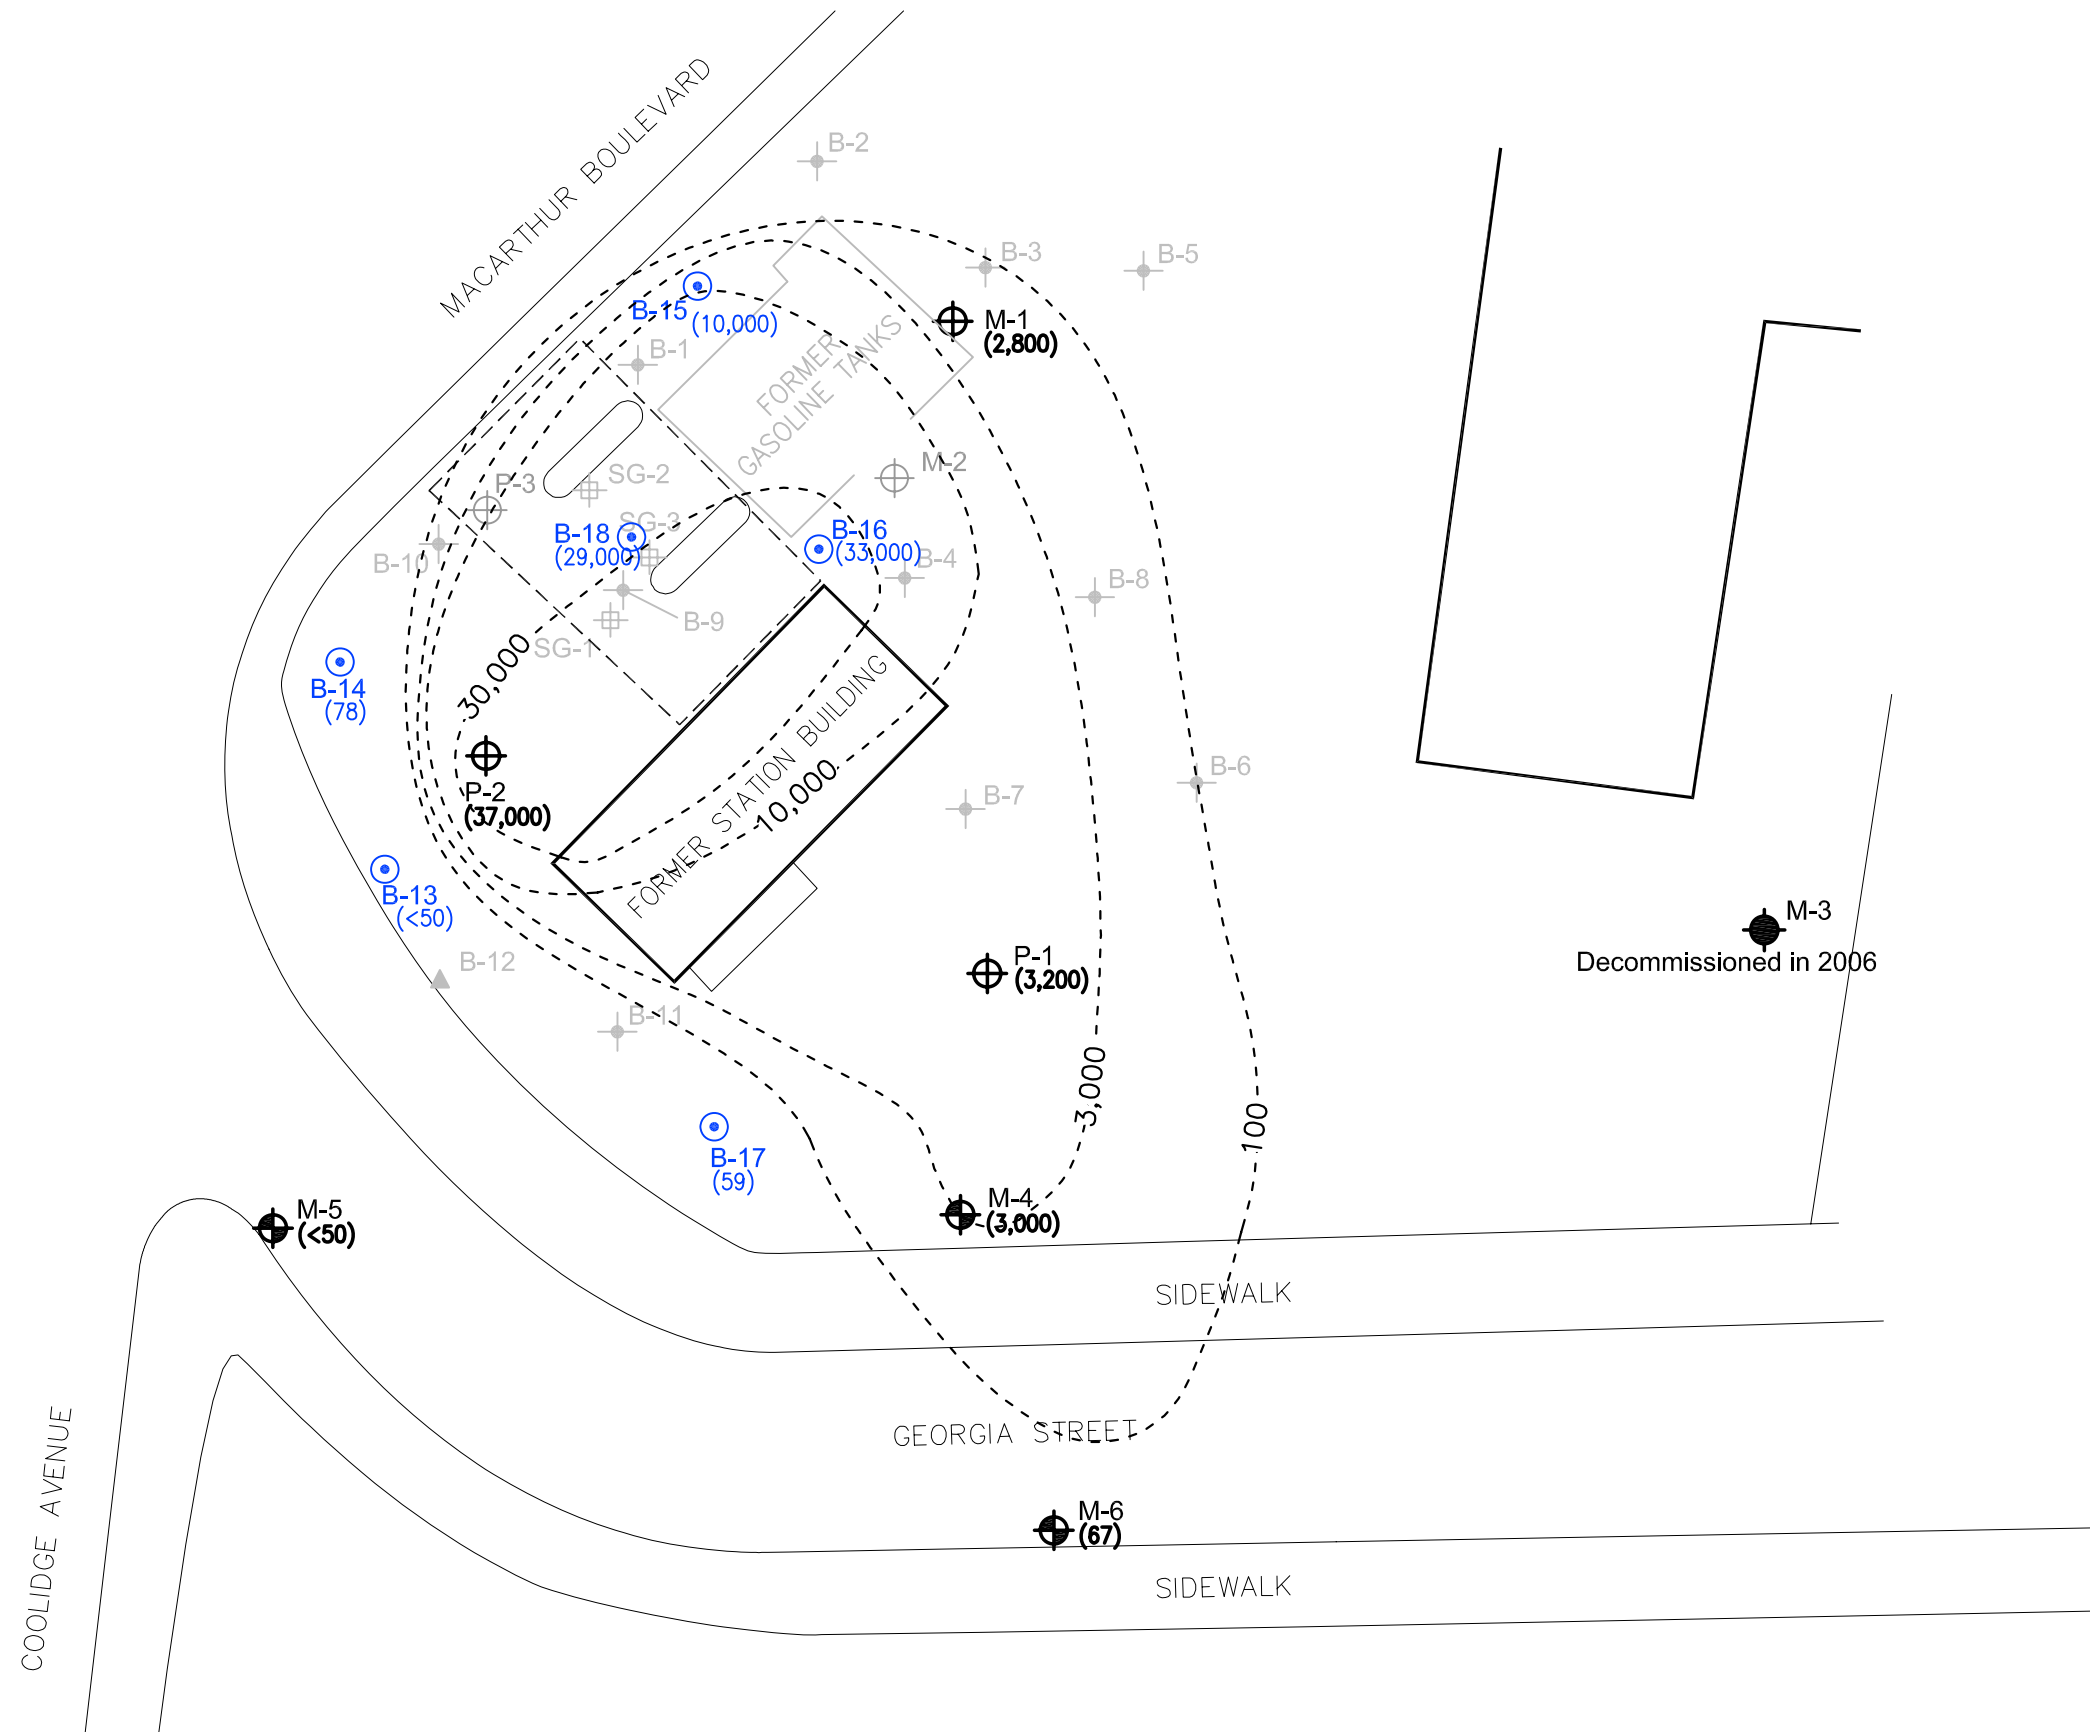 MACARTHUR BOULEVARD
B-2
B-3
B-5
B-15
(10,000)
M-1
(2,800)
B-1
FORMER
GASOLINE TANKS
SG-2
M-2
P-3
SG-3
B-18
(29,000)
B-16
(33,000)
B-4
B-10
B-8
B-9
SG-1
30,000
B-14
(78)
FORMER STATION BUILDING
10,000
P-2
(37,000)
B-7
B-6
B-13
(<50)
M-3
Decommissioned in 2006
B-12
P-1
(3,200)
B-11
3,000
100
B-17
(59)
M-5
(<50)
M-4
(3,000)
SIDEWALK
GEORGIA STREET
M-6
(67)
SIDEWALK
COOLIDGE AVENUE